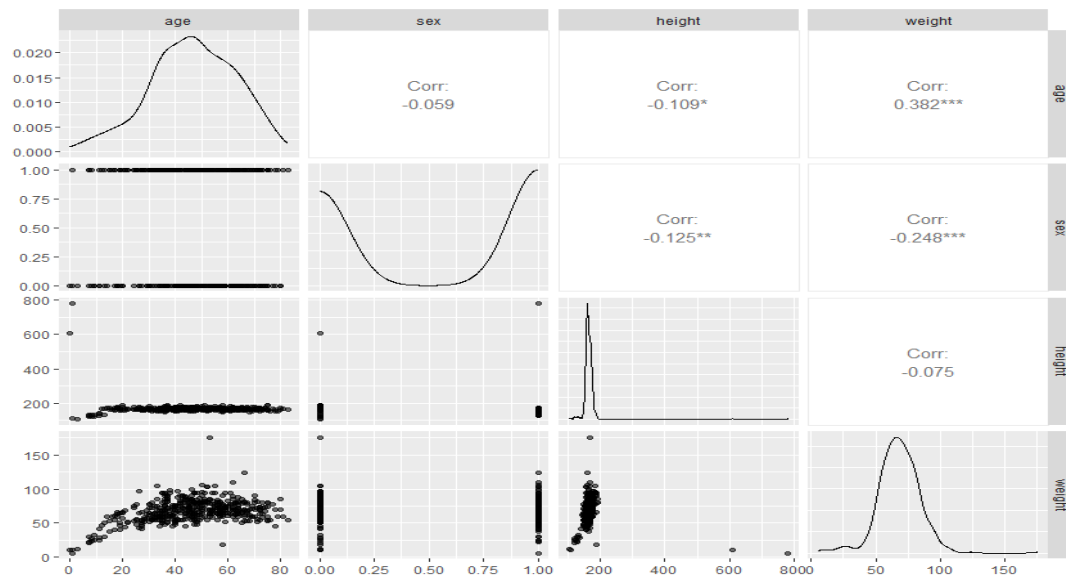 age sex height weight
0.020
0.015
0.010
0.005
0.000
Corr:
-0.059
Corr:
-0.109*
Corr:
0.382***
age
1.00
0.75
0.50
0.25
0.00
Corr:
-0.125**
Corr:
-0.248***
sex
800
600
400
200
Corr:
-0.075
height
150
100
50
0
weight
0 20 40 60 80 0.00 0.25 0.50 0.75 1.00 200 400 600 800 0 50 100 150